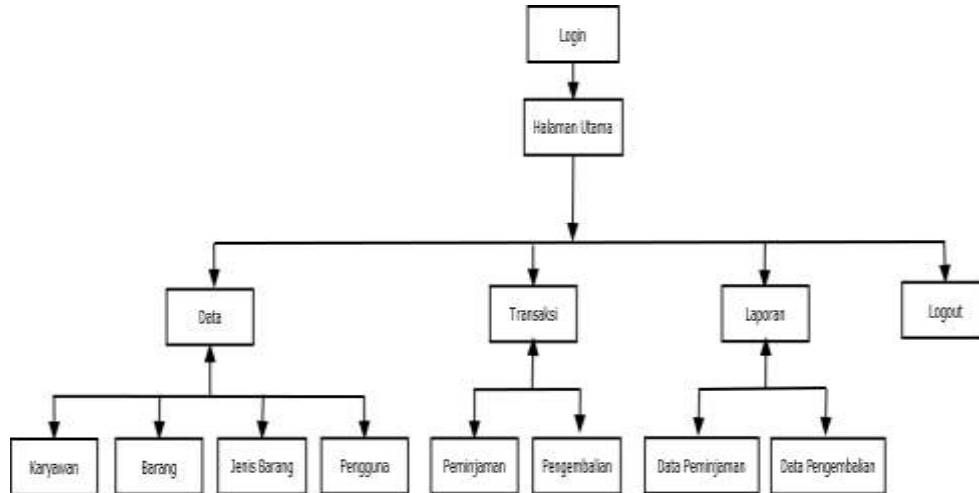 Login
Halaman Utama
Data
Transaksi
Laporan
Logout
Karyawan
Barang
Jenis Barang
Pengguna
Peminjaman
Pengembalian
Data Peminjaman
Data Pengembalian